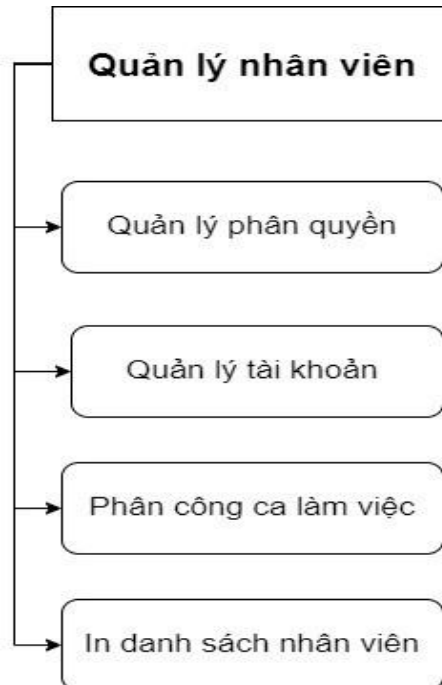 Quản lý nhân viên
Quản lý phân quyền
Quản lý tài khoản
Phân công ca làm việc
In danh sách nhân viên